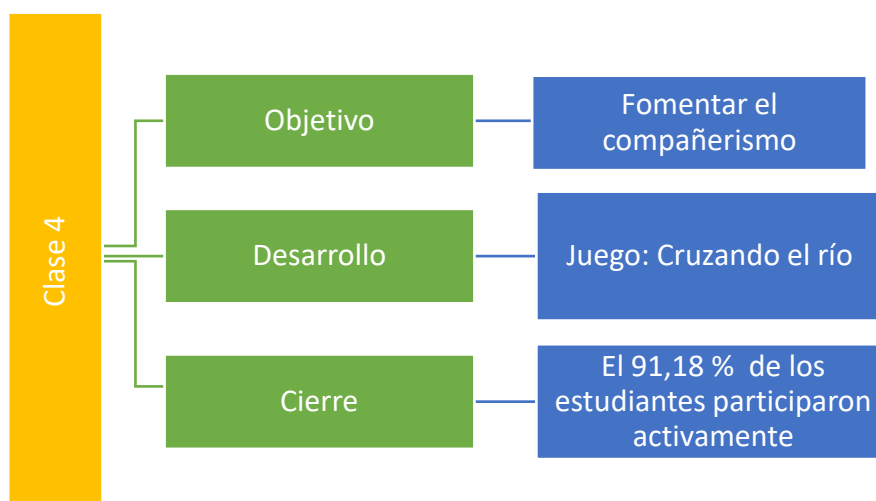 Clase 4
Objetivo
Fomentar el
compañerismo
Desarrollo
Juego: Cruzando el río
Cierre
El 91,18 % de los
estudiantes participaron
activamente